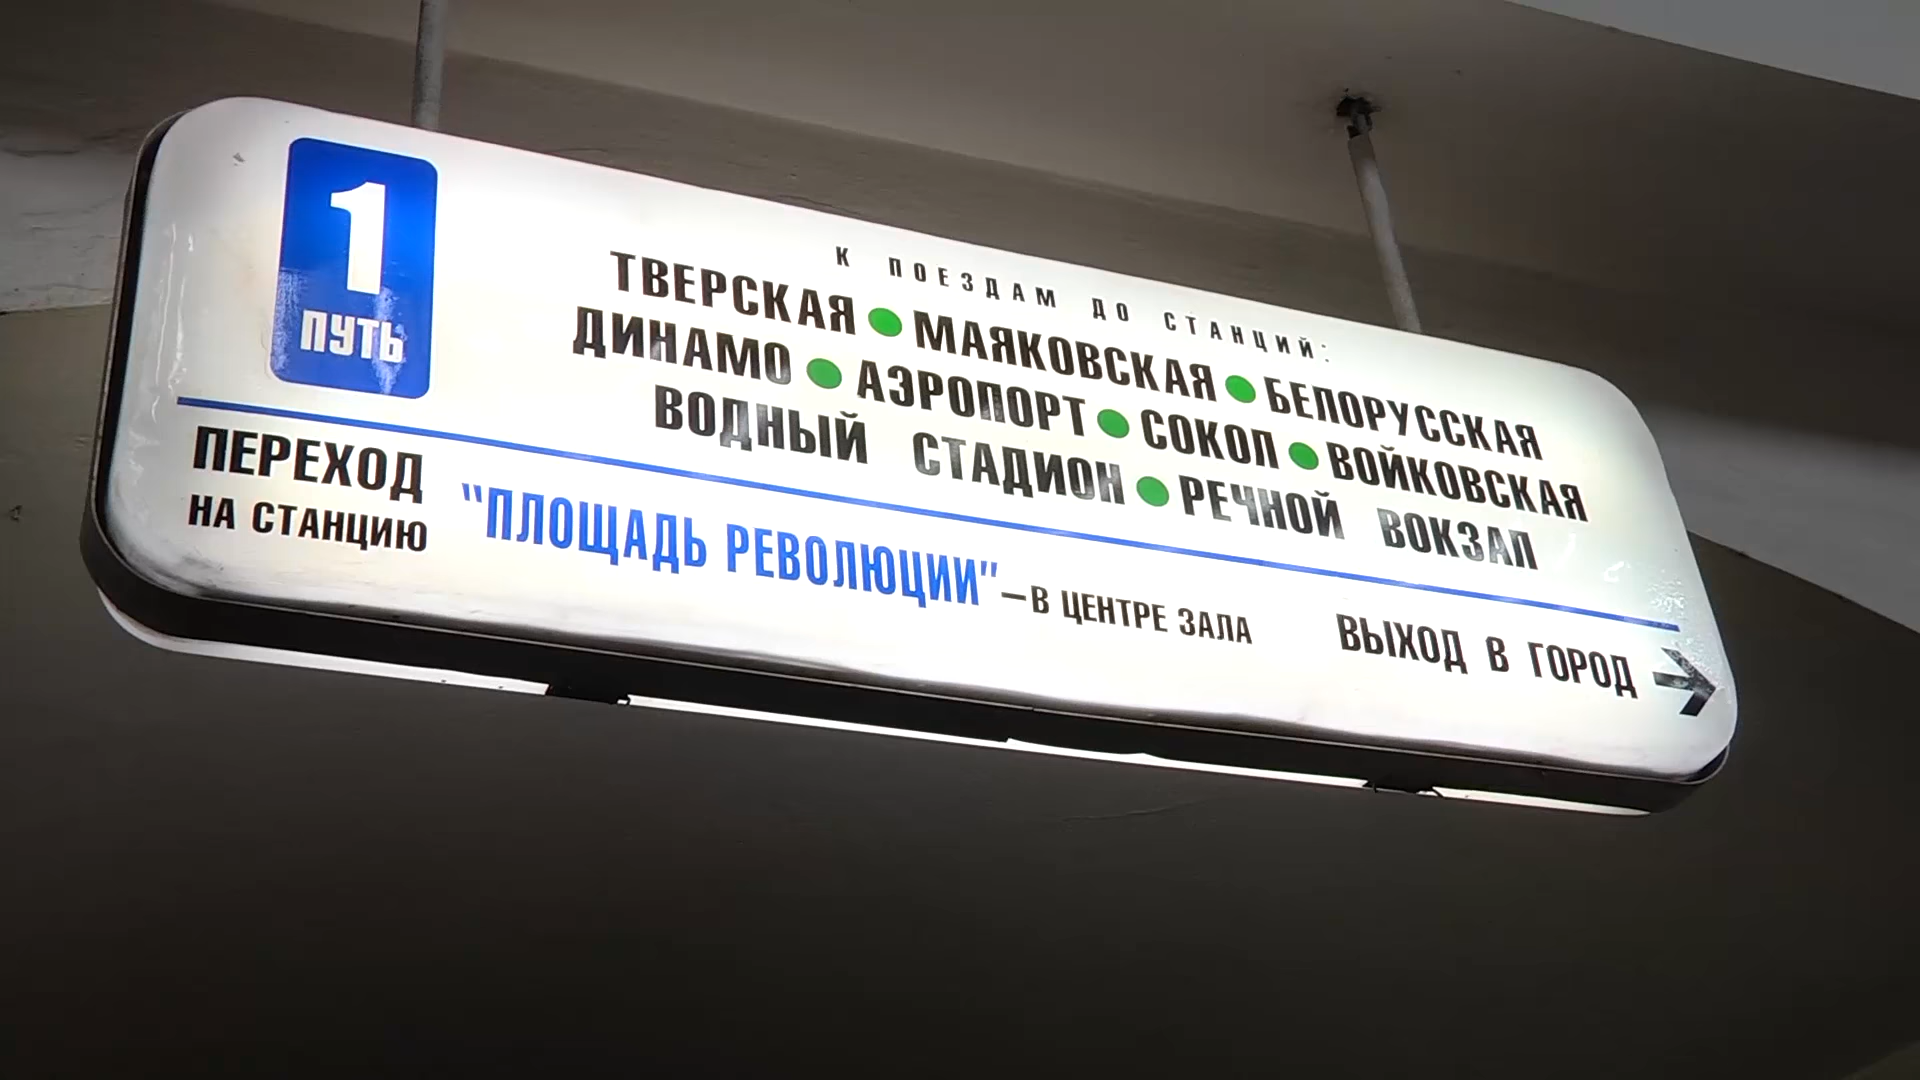 1
ПУТЬ
К ПОЕЗДАМ ДО СТАНЦИЙ:
ТВЕРСКАЯ ● МАЯКОВСКАЯ ● БЕЛОРУССКАЯ
ДИНАМО ● АЭРОПОРТ ● СОКОЛ ● ВОЙКОВСКАЯ
ВОДНЫЙ СТАДИОН ● РЕЧНОЙ ВОКЗАЛ
ПЕРЕХОД
НА СТАНЦИЮ "ПЛОЩАДЬ РЕВОЛЮЦИИ" – В ЦЕНТРЕ ЗАЛА
ВЫХОД В ГОРОД →